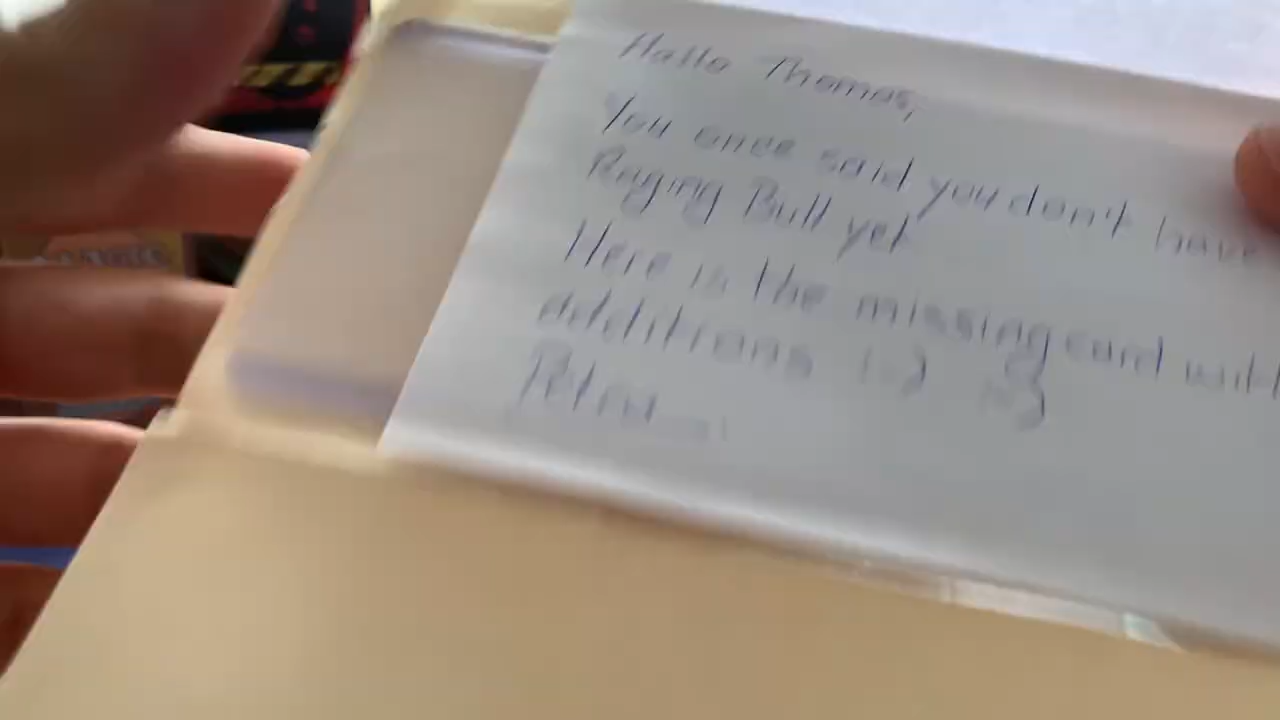 Hallo Thomas,
You once said you don't have
Raging Bull yet
Here is the missing card with
additions :-) :-)